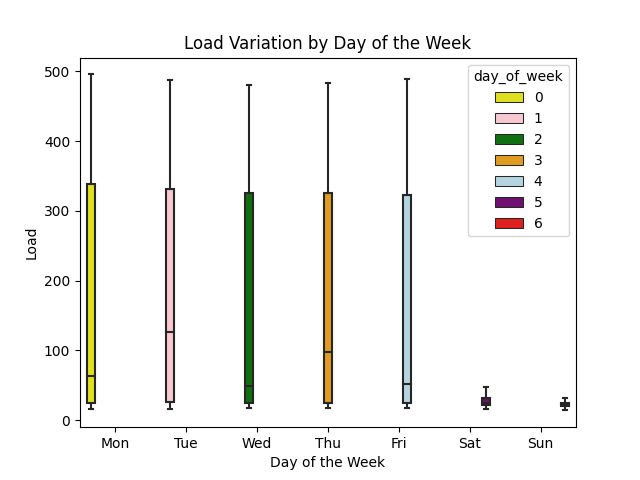 Load Variation by Day of the Week
500
400
300
200
100
0
Load
day_of_week
0
1
2
3
4
5
6
Mon Tue Wed Thu Fri Sat Sun
Day of the Week